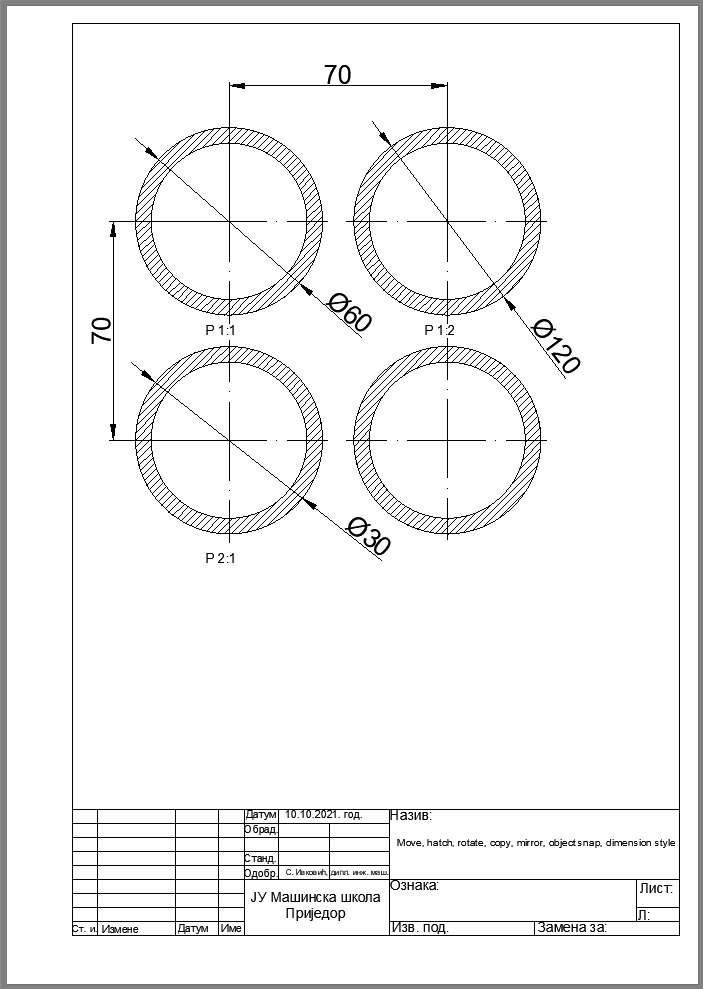 70
70
Ø60
Ø120
P 1:1
P 1:2
Ø30
P 2:1
Датум 10.10.2021. год.
Обрад.
Станд.
Одобр. С. Ивковић, дипл. инж. маш.
Назив:
Move, hatch, rotate, copy, mirror, object snap, dimension style
ЈУ Машинска школа
Приједор
Ознака:
Лист:
Л:
Ст. и. Измене Датум Име
Изв. под. Замена за: